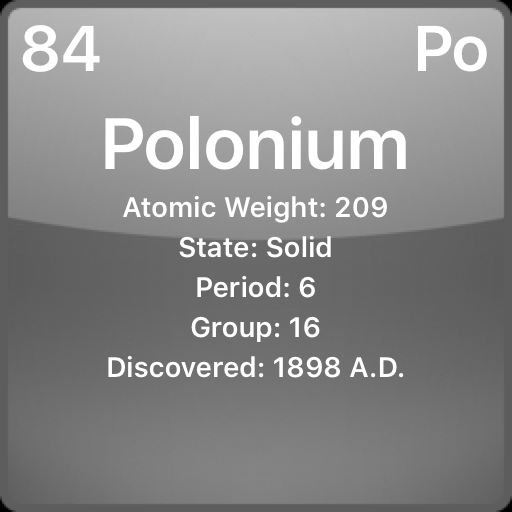 84 Po
Polonium
Atomic Weight: 209
State: Solid
Period: 6
Group: 16
Discovered: 1898 A.D.